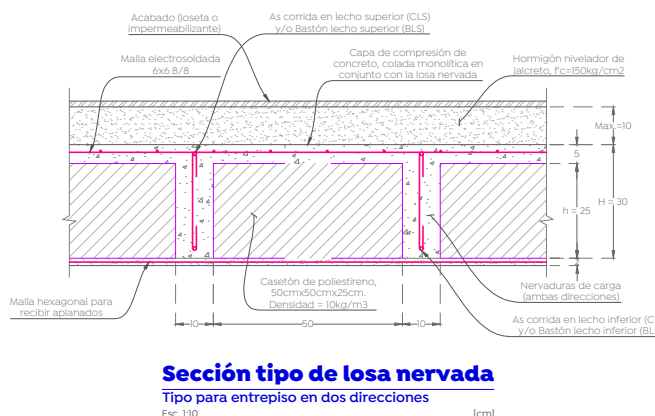 Acabado (loseta o
impermeabilizante)
As corrida en lecho superior (CLS)
y/o Bastón lecho superior (BLS)
Malla electrosoldada
6x6 8/8
Capa de compresión de
concreto, colada monolítica en
conjunto con la losa nervada
Hormigón nivelador de
jalcreto, f'c=150kg/cm2
Max.=10
5
h = 25
H = 30
Malla hexagonal para
recibir aplanados
Casetón de poliestireno,
50cmx50cmx25cm.
Densidad = 10kg/m3
Nervaduras de carga
(ambas direcciones)
As corrida en lecho inferior (C
y/o Bastón lecho inferior (BL
10
50
10
Sección tipo de losa nervada
Tipo para entrepiso en dos direcciones
Esc. 1:10
[cm]